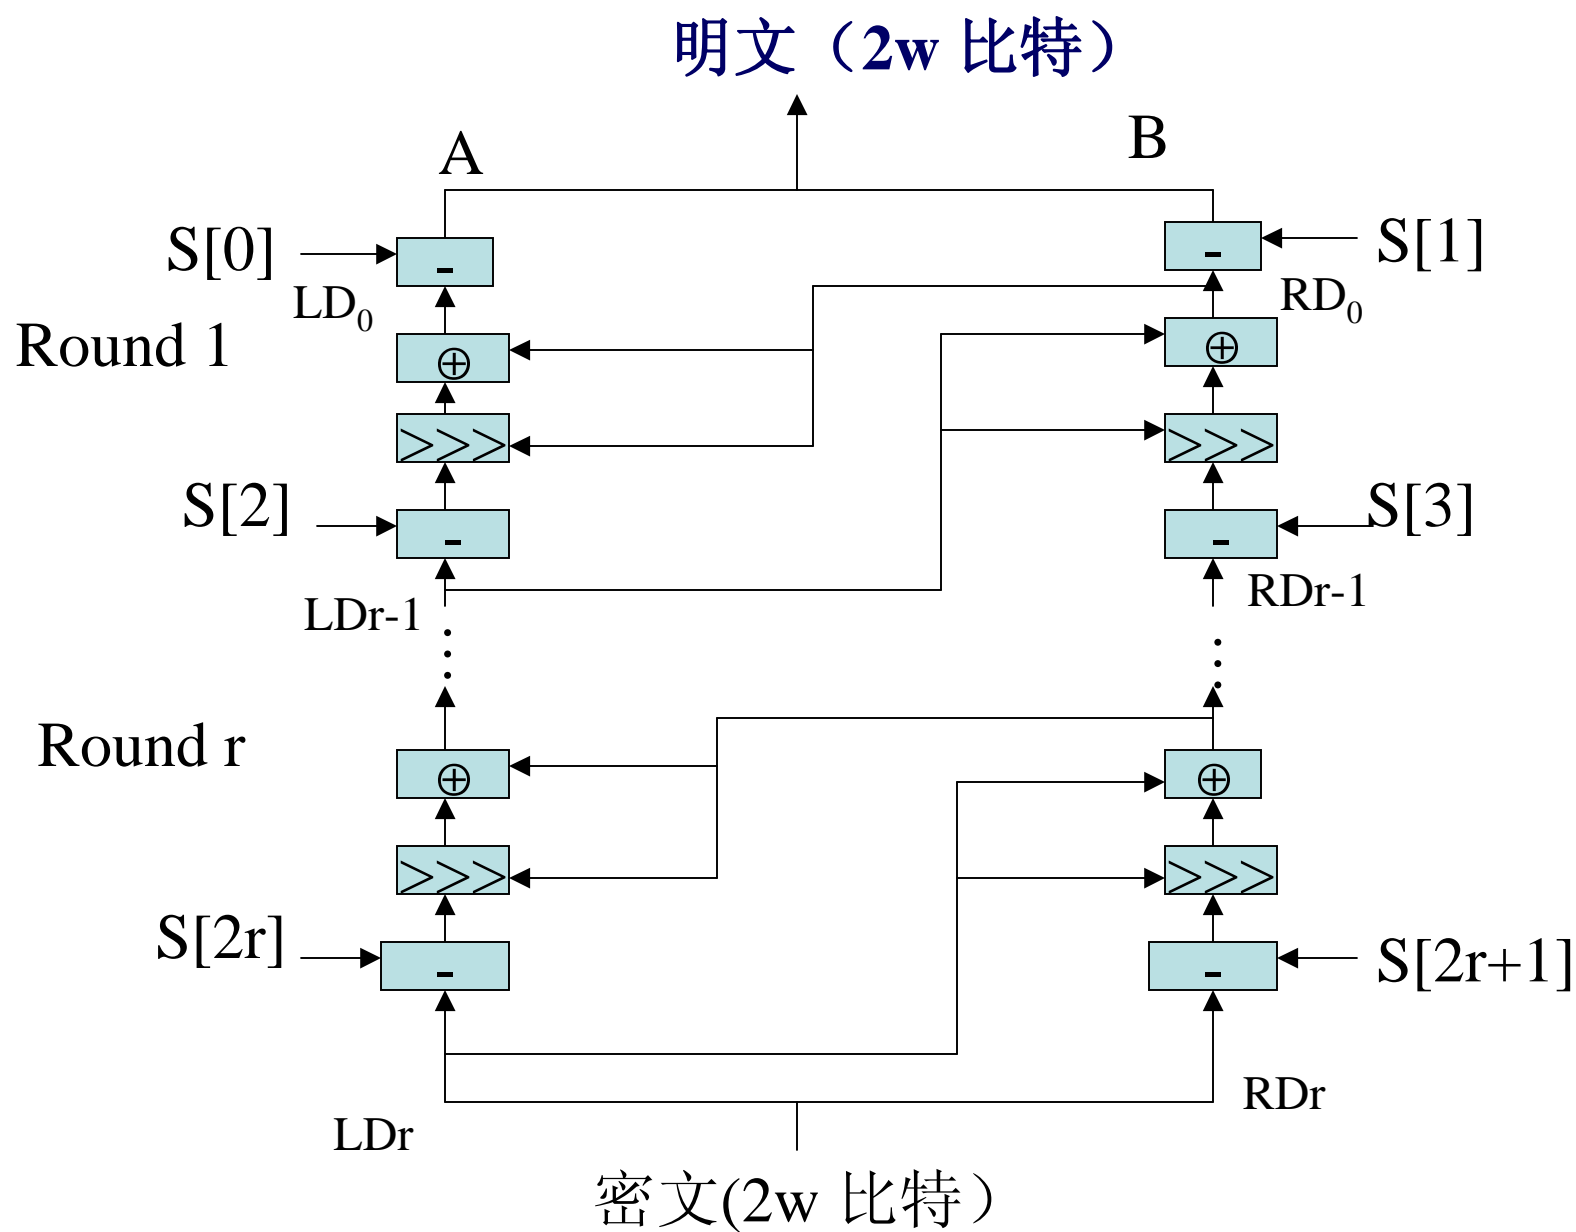 明文（2w 比特）
A
B
S[0]
-
-
S[1]
LD0
RD0
Round 1
⊕
⊕
>>>
>>>
S[2]
-
-
S[3]
LDr-1
RDr-1
⋮
⋮
Round r
⊕
⊕
>>>
>>>
S[2r]
-
-
S[2r+1]
LDr
RDr
密文(2w 比特）